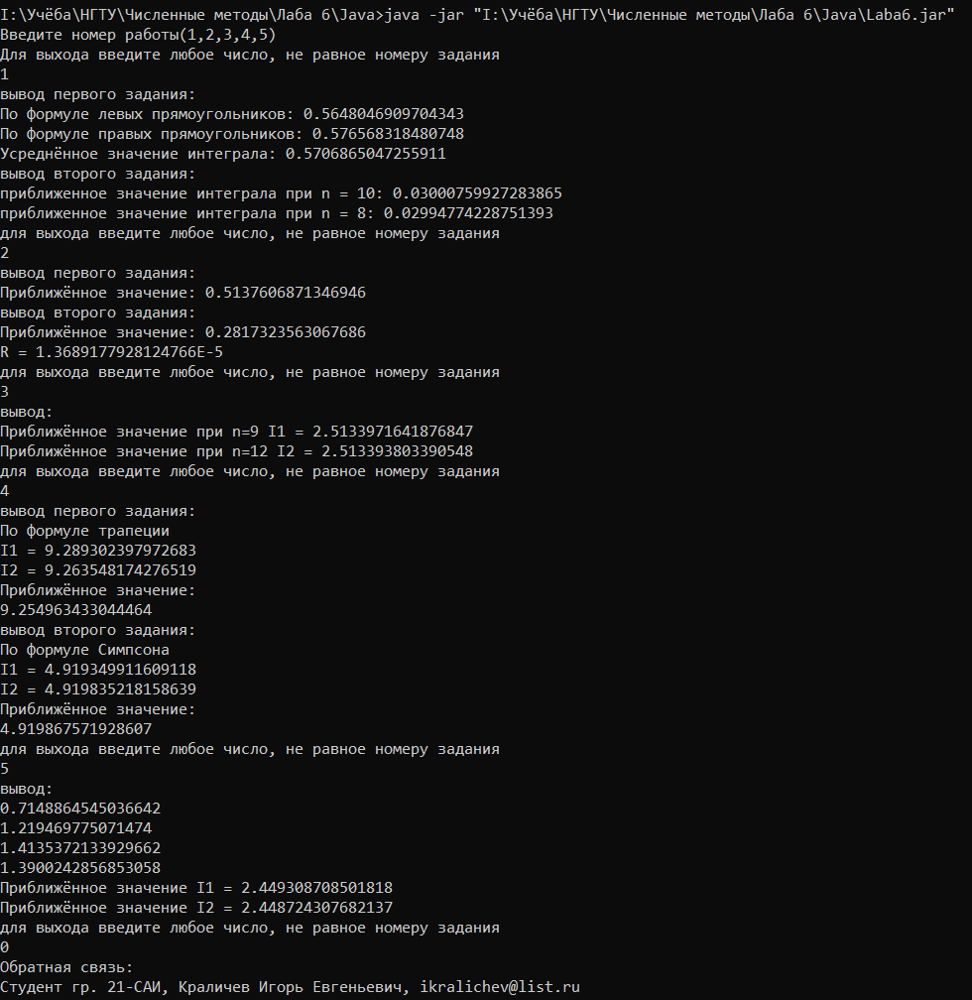 I:\Учёба\НГТУ\Численные методы\Лаба 6\Java>java -jar "I:\Учёба\НГТУ\Численные методы\Лаба 6\Java\Laba6.jar"
Введите номер работы(1,2,3,4,5)
Для выхода введите любое число, не равное номеру задания
1
вывод первого задания:
По формуле левых прямоугольников: 0.5648046909704343
По формуле правых прямоугольников: 0.576568318480748
Усреднённое значение интеграла: 0.5706865047255911
вывод второго задания:
приближенное значение интеграла при n = 10: 0.03000759927283865
приближенное значение интеграла при n = 8: 0.02994774228751393
для выхода введите любое число, не равное номеру задания
2
вывод первого задания:
Приближённое значение: 0.5137606871346946
вывод второго задания:
Приближённое значение: 0.2817323563067686
R = 1.3689177928124766E-5
для выхода введите любое число, не равное номеру задания
3
вывод:
Приближённое значение при n=9 I1 = 2.5133971641876847
Приближённое значение при n=12 I2 = 2.513393803390548
для выхода введите любое число, не равное номеру задания
4
вывод первого задания:
По формуле трапеции
I1 = 9.289302397972683
I2 = 9.263548174276519
Приближённое значение:
9.254963433044464
вывод второго задания:
По формуле Симпсона
I1 = 4.919349911609118
I2 = 4.919835218158639
Приближённое значение:
4.919867571928607
для выхода введите любое число, не равное номеру задания
5
вывод:
0.7148864545036642
1.219469775071474
1.4135372133929662
1.3900242856853058
Приближённое значение I1 = 2.449308708501818
Приближённое значение I2 = 2.448724307682137
для выхода введите любое число, не равное номеру задания
0
Обратная связь:
Студент гр. 21-САИ, Краличев Игорь Евгеньевич, ikralichev@list.ru